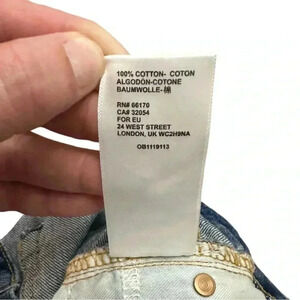 100% COTTON- COTON
ALGODÓN-COTONE
BAUMWOLLE-棉
RN# 66170
CA# 32054
FOR EU
24 WEST STREET
LONDON, UK WC2H9NA
OB1119113